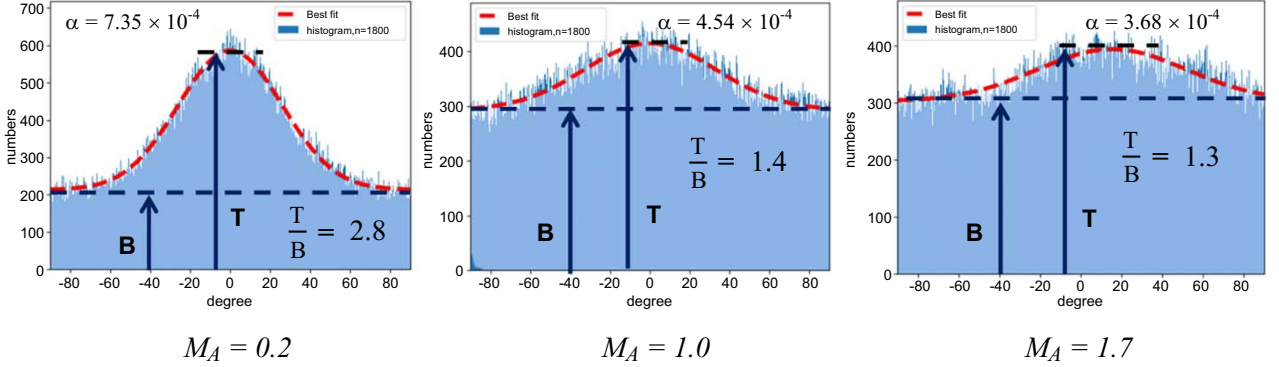 α = 7.35 × 10⁻⁴
Best fit
histogram,n=1800
700
600
500
400
300
200
100
0
numbers
B
T
T/B = 2.8
-80 -60 -40 -20 0 20 40 60 80
degree
M_A = 0.2
α = 4.54 × 10⁻⁴
Best fit
histogram,n=1800
400
300
200
100
0
numbers
B
T
T/B = 1.4
-80 -60 -40 -20 0 20 40 60 80
degree
M_A = 1.0
α = 3.68 × 10⁻⁴
Best fit
histogram,n=1800
400
300
200
100
0
numbers
B
T
T/B = 1.3
-80 -60 -40 -20 0 20 40 60 80
degree
M_A = 1.7